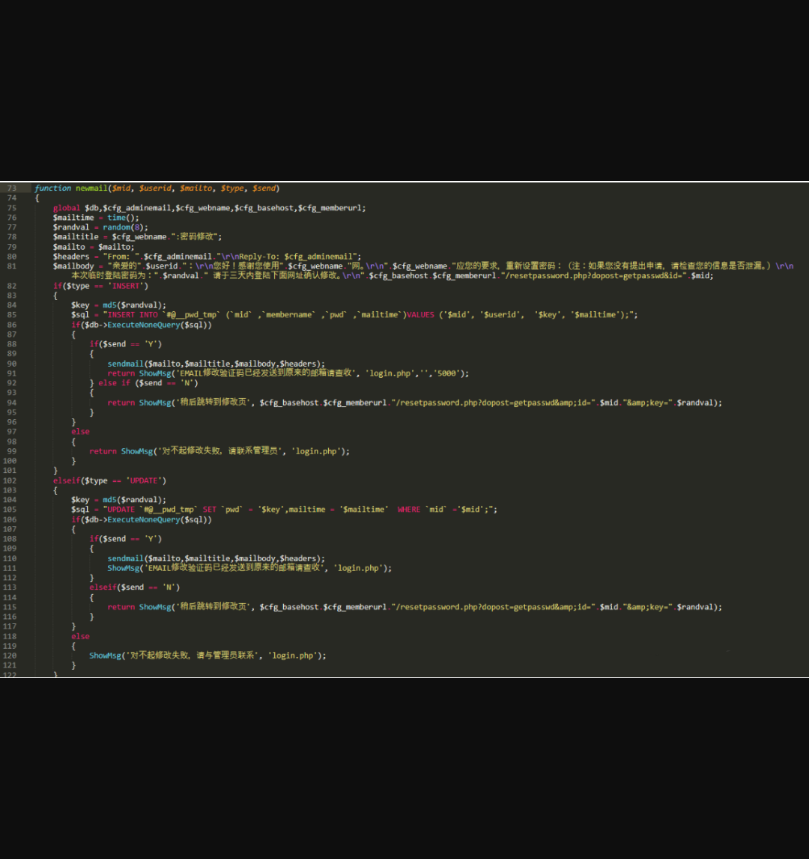 73 function newmail($mid, $userid, $mailto, $type, $send)
74 {
75 global $db,$cfg_adminemail,$cfg_webname,$cfg_basehost,$cfg_memberurl;
76 $mailtime = time();
77 $randval = random(8);
78 $mailtitle = $cfg_webname.":密码修改";
79 $mailto = $mailto;
80 $headers = "From: ".$cfg_adminemail."\r\nReply-To: $cfg_adminemail";
81 $mailbody = "亲爱的".$userid."：\r\n您好！感谢您使用".$cfg_webname."网。\r\n".$cfg_webname."应您的要求，重新设置密码：（注：如果您没有提出申请，请检查您的信息是否泄漏。）\r\n
本次临时登陆密码为：".$randval." 请于三天内登陆下面网址确认修改。\r\n".$cfg_basehost.$cfg_memberurl."/resetpassword.php?dopost=getpasswd&id=".$mid;
82 if($type == 'INSERT')
83 {
84 $key = md5($randval);
85 $sql = "INSERT INTO `#@__pwd_tmp` (`mid` ,`membername` ,`pwd` ,`mailtime`)VALUES ('$mid', '$userid', '$key', '$mailtime');";
86 if($db->ExecuteNoneQuery($sql))
87 {
88 if($send == 'Y')
89 {
90 sendmail($mailto,$mailtitle,$mailbody,$headers);
91 return ShowMsg('EMAIL修改验证码已经发送到原来的邮箱请查收', 'login.php','','5000');
92 } else if ($send == 'N')
93 {
94 return ShowMsg('稍后跳转到修改页', $cfg_basehost.$cfg_memberurl."/resetpassword.php?dopost=getpasswd&amp;id=".$mid."&amp;key=".$randval);
95 }
96 }
97 else
98 {
99 return ShowMsg('对不起修改失败，请联系管理员', 'login.php');
100 }
101 }
102 elseif($type == 'UPDATE')
103 {
104 $key = md5($randval);
105 $sql = "UPDATE `#@__pwd_tmp` SET `pwd` = '$key',mailtime = '$mailtime' WHERE `mid` ='$mid';";
106 if($db->ExecuteNoneQuery($sql))
107 {
108 if($send == 'Y')
109 {
110 sendmail($mailto,$mailtitle,$mailbody,$headers);
111 ShowMsg('EMAIL修改验证码已经发送到原来的邮箱请查收', 'login.php');
112 }
113 elseif($send == 'N')
114 {
115 return ShowMsg('稍后跳转到修改页', $cfg_basehost.$cfg_memberurl."/resetpassword.php?dopost=getpasswd&amp;id=".$mid."&amp;key=".$randval);
116 }
117 }
118 else
119 {
120 ShowMsg('对不起修改失败，请与管理员联系', 'login.php');
121 }
122 }